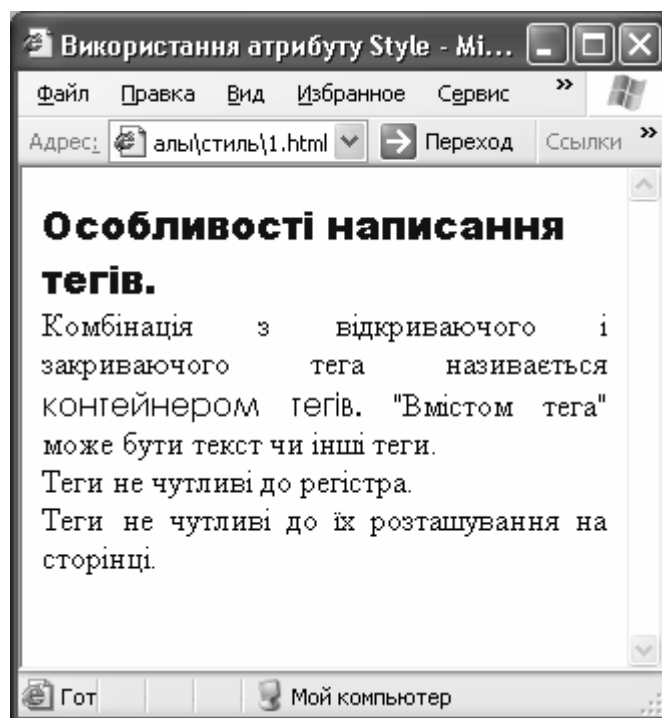 Використання атрибуту Style - Mi...
Файл Правка Вид Избранное Сервис »
Адрес: алы\стиль\1.html Переход Ссылки »
Особливості написання
тегів.
Комбінація з відкриваючого і
закриваючого тега називається
контейнером тегів. "Вмістом тега"
може бути текст чи інші теги.
Теги не чутливі до регістра.
Теги не чутливі до їх розташування на
сторінці.
Гот Мой компьютер